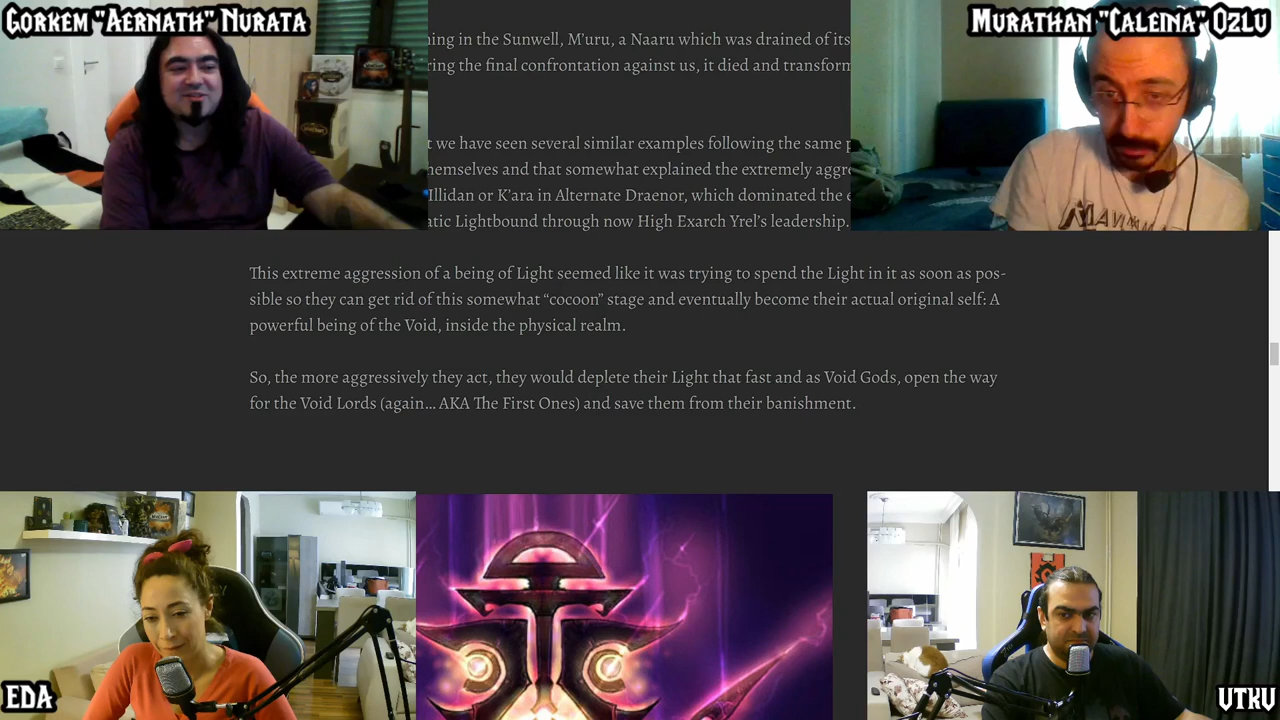 GORKEM "AERNATH" NURATA
MURATHAN "CALEINA" OZLU
ning in the Sunwell, M'uru, a Naaru which was drained of its
ring the final confrontation against us, it died and transform
t we have seen several similar examples following the same p
hemselves and that somewhat explained the extremely aggre
Illidan or K'ara in Alternate Draenor, which dominated the e
atic Lightbound through now High Exarch Yrel's leadership.
This extreme aggression of a being of Light seemed like it was trying to spend the Light in it as soon as pos-
sible so they can get rid of this somewhat “cocoon” stage and eventually become their actual original self: A
powerful being of the Void, inside the physical realm.
So, the more aggressively they act, they would deplete their Light that fast and as Void Gods, open the way
for the Void Lords (again... AKA The First Ones) and save them from their banishment.
EDA
UTKU